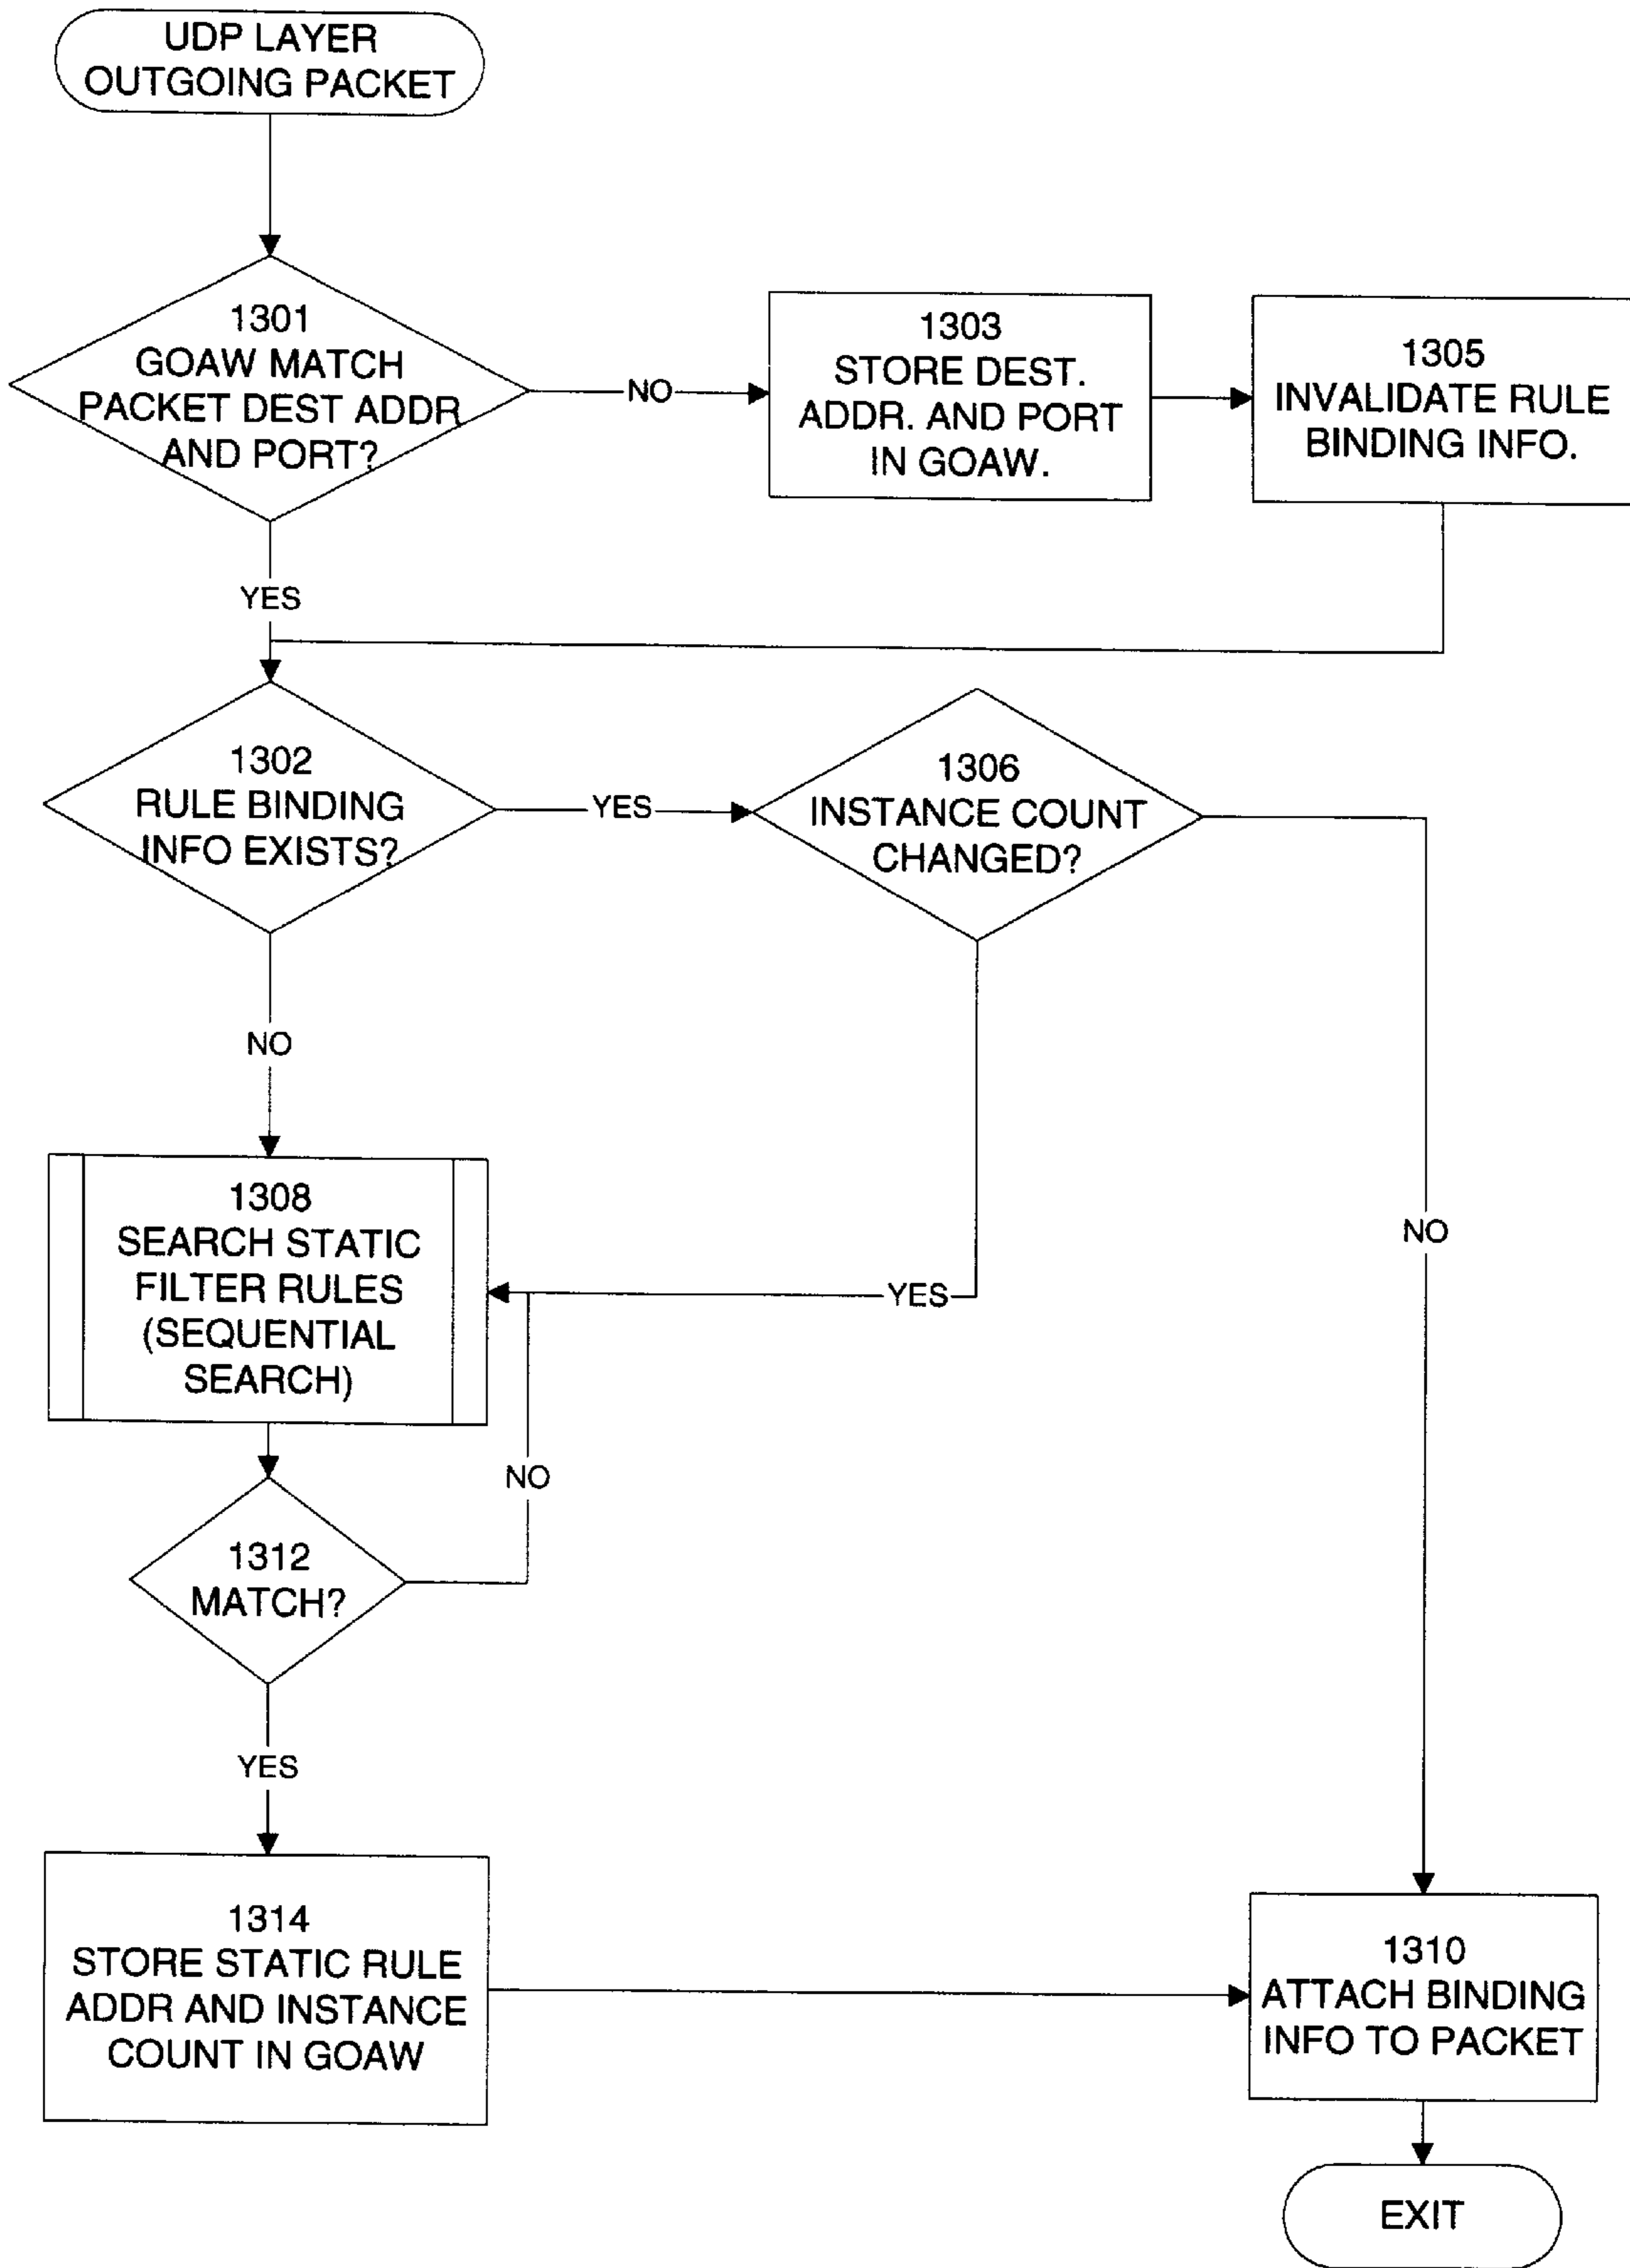 UDP LAYER
OUTGOING PACKET
1301
GOAW MATCH
PACKET DEST ADDR
AND PORT?
NO
1303
STORE DEST.
ADDR. AND PORT
IN GOAW.
1305
INVALIDATE RULE
BINDING INFO.
YES
1302
RULE BINDING
INFO EXISTS?
YES
1306
INSTANCE COUNT
CHANGED?
NO
NO
1308
SEARCH STATIC
FILTER RULES
(SEQUENTIAL
SEARCH)
YES
NO
1312
MATCH?
YES
1314
STORE STATIC RULE
ADDR AND INSTANCE
COUNT IN GOAW
1310
ATTACH BINDING
INFO TO PACKET
EXIT